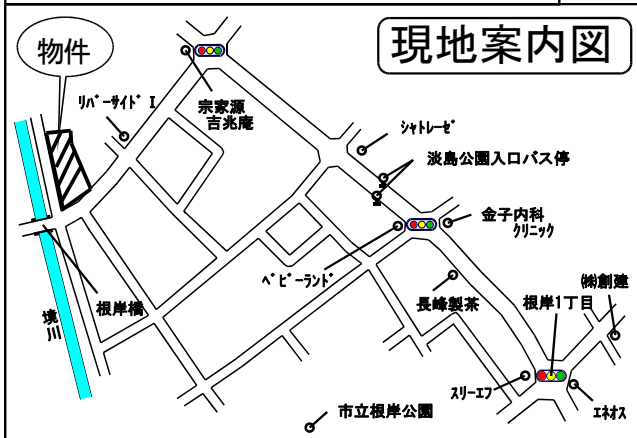 現地案内図
物件
ﾘﾊﾞｰｻｲﾄﾞⅠ
宗家源
吉兆庵
ｼｬﾄﾚｰｾﾞ
淡島公園入口バス停
金子内科
ｸﾘﾆｯｸ
ﾍﾞﾋﾞｰﾗﾝﾄﾞ
根岸橋
境川
長峰製茶
㈱創建
根岸1丁目
ｽﾘｰｴﾌ
ｴﾈｵｽ
市立根岸公園